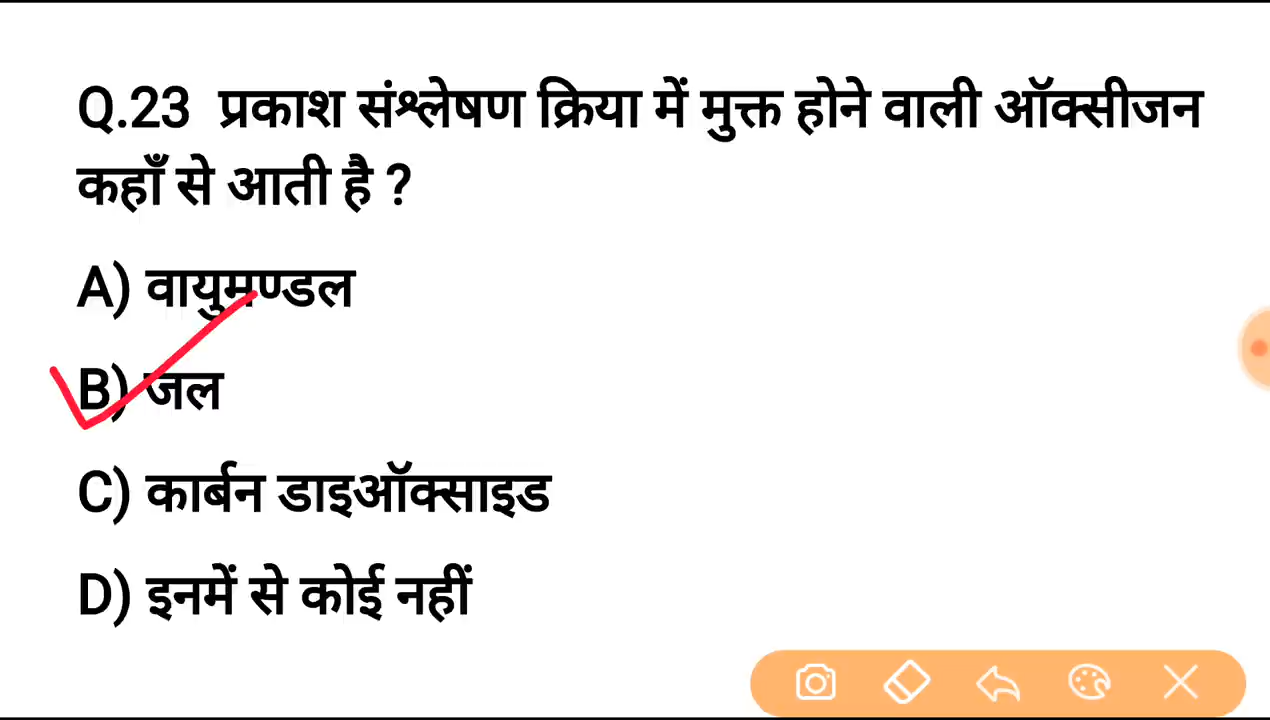 Q.23 प्रकाश संश्लेषण क्रिया में मुक्त होने वाली ऑक्सीजन
कहाँ से आती है ?
A) वायुमण्डल
B) जल
C) कार्बन डाइऑक्साइड
D) इनमें से कोई नहीं